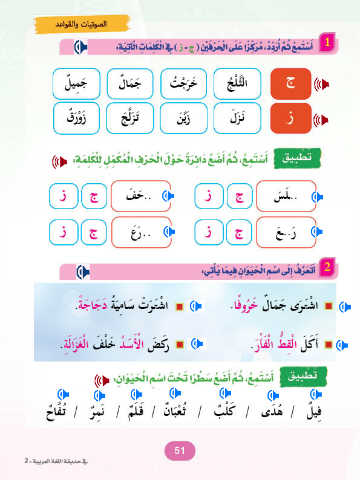 الصوتيات والقواعد
1 أَسْتَمِعُ ثُمَّ أُرَدِّدُ، مُرَكِّزًا عَلَى الْحَرْفَيْنِ (ج - ز) فِي الْكَلِمَاتِ الْآتِيَةِ:
ج الثَّلْجُ خَرَجْتُ جَمَالٌ جَمِيلٌ
ز نَزَلَ زَيْنَ تَزَلَّجَ زَوْرَقٌ
تطبيق أَسْتَمِعُ، ثُمَّ أَضَعُ دَائِرَةً حَوْلَ الْحَرْفِ الْمُكَمِّلِ لِلْكَلِمَةِ:
..لَسَ ج ز ..حَفَ ج ز
رَ..عَ ج ز ..رَعَ ج ز
2 أَتَعَرَّفُ إِلَى اسْمِ الْحَيَوَانِ فِيمَا يَأْتِي:
اشْتَرَى جَمَالٌ خَرُوفًا. اشْتَرَتْ سَامِيَةُ دَجَاجَةً.
أَكَلَ الْقِطُّ الْفَأْرَ. رَكَضَ الْأَسَدُ خَلْفَ الْغَزَالَةِ.
تطبيق أَسْتَمِعُ، ثُمَّ أَضَعُ سَطْرًا تَحْتَ اسْمِ الْحَيَوَانِ:
فِيلٌ / هُدَى / كَلْبٌ / ثُعْبَانٌ / قَلَمٌ / نَمِرٌ / تُفَّاحٌ
51
في حديقة اللغة العربية - 2